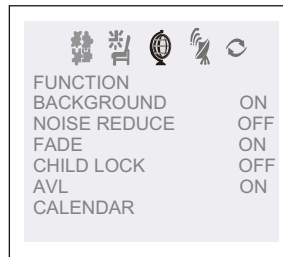 FUNCTION
BACKGROUND ON
NOISE REDUCE OFF
FADE ON
CHILD LOCK OFF
AVL ON
CALENDAR